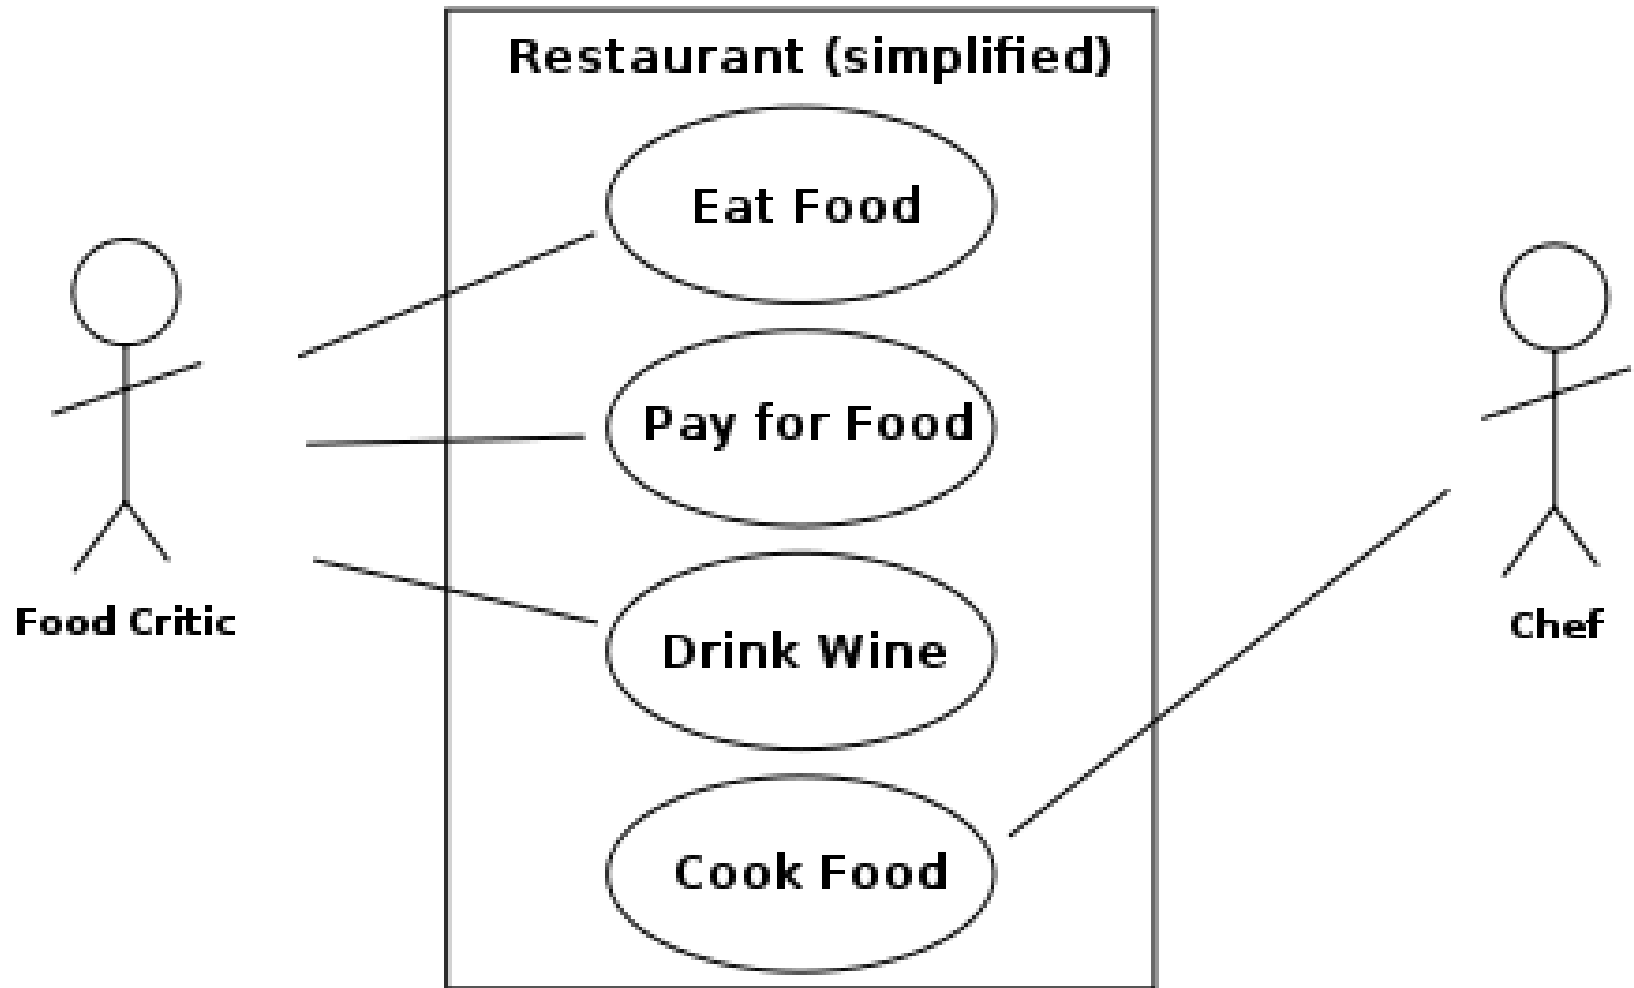 Restaurant (simplified)
Eat Food
Pay for Food
Drink Wine
Cook Food
Food Critic
Chef